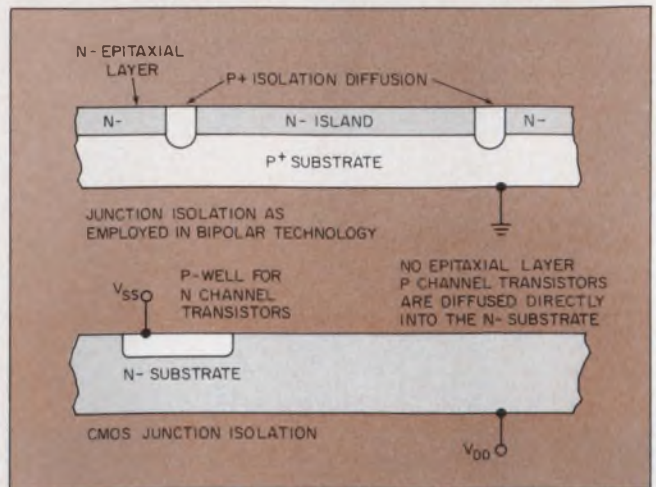 N-EPITAXIAL
LAYER
P+ ISOLATION DIFFUSION
N-
N- ISLAND
N-
P+ SUBSTRATE
JUNCTION ISOLATION AS
EMPLOYED IN BIPOLAR TECHNOLOGY
P-WELL FOR
N CHANNEL
TRANSISTORS
VSS
NO EPITAXIAL LAYER
P CHANNEL TRANSISTORS
ARE DIFFUSED DIRECTLY
INTO THE N- SUBSTRATE
N- SUBSTRATE
CMOS JUNCTION ISOLATION
VDD